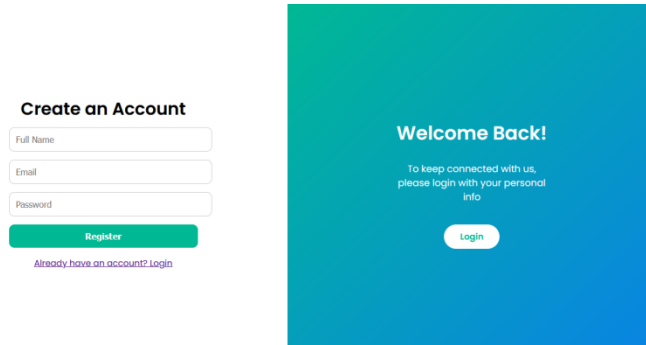 Create an Account
Full Name
Email
Password
Register
Already have an account? Login
Welcome Back!
To keep connected with us,
please login with your personal
info
Login